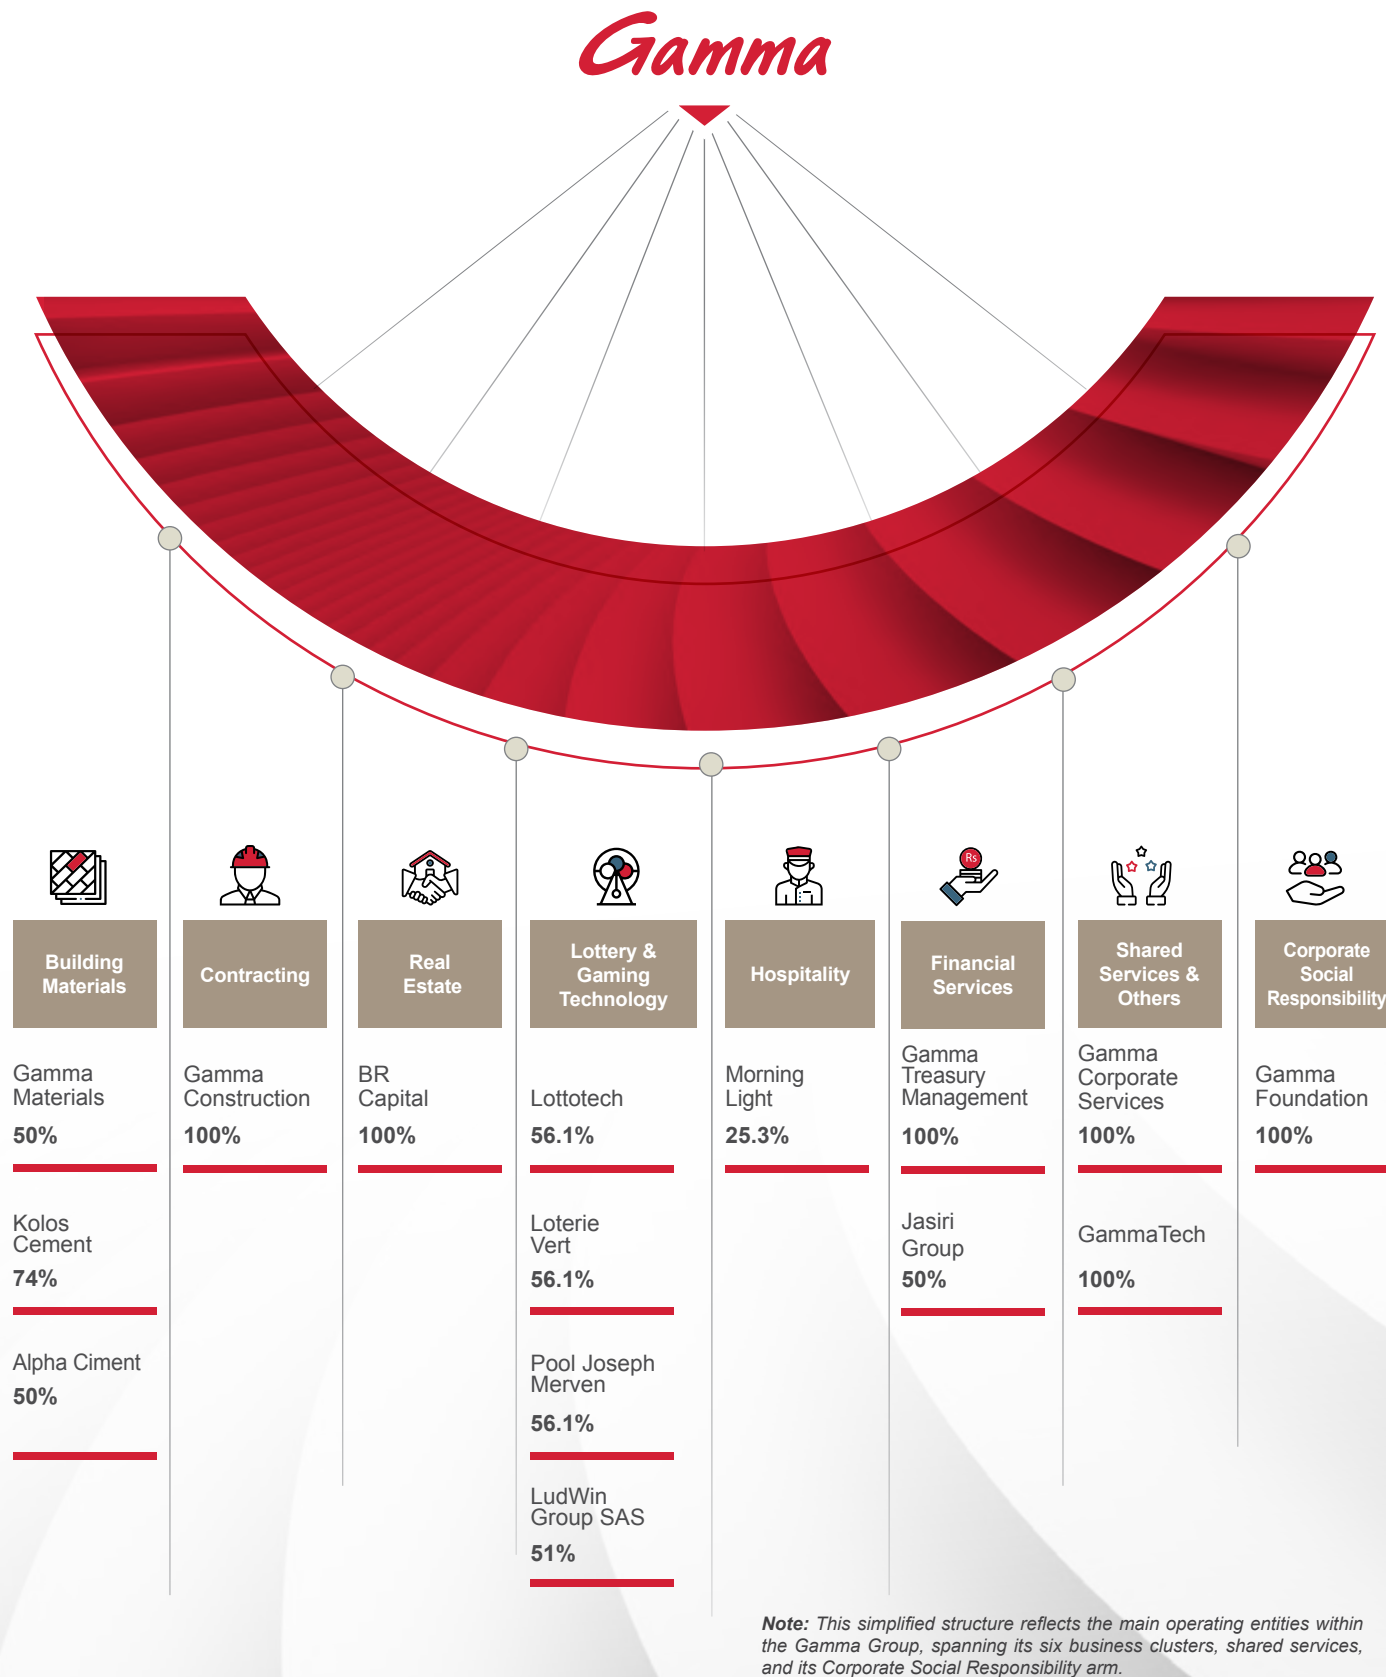 Gamma
Rs
Building
Materials
Gamma
Materials
50%
Kolos
Cement
74%
Alpha Ciment
50%
Contracting
Gamma
Construction
100%
Real
Estate
BR
Capital
100%
Lottery &
Gaming
Technology
Lottotech
56.1%
Loterie
Vert
56.1%
Pool Joseph
Merven
56.1%
LudWin
Group SAS
51%
Hospitality
Morning
Light
25.3%
Financial
Services
Gamma
Treasury
Management
100%
Jasiri
Group
50%
Shared
Services &
Others
Gamma
Corporate
Services
100%
GammaTech
100%
Corporate
Social
Responsibility
Gamma
Foundation
100%
Note: This simplified structure reflects the main operating entities within
the Gamma Group, spanning its six business clusters, shared services,
and its Corporate Social Responsibility arm.